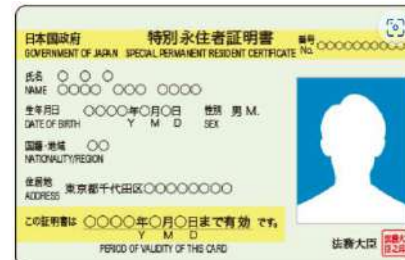 日本国政府 特別永住者証明書 番号 ○○○○○○○○○○
GOVERNMENT OF JAPAN SPECIAL PERMANENT RESIDENT CERTIFICATE No.
氏名 ○ ○ ○
NAME ○○○○ ○○○ ○○○○
生年月日 ○○○○年○月○日 性別 男 M.
DATE OF BIRTH Y M D SEX
国籍・地域 ○○
NATIONALITY/REGION
住居地 東京都千代田区○○○○○○○○
ADDRESS
この証明書は ○○○○年○月○日まで有効 です。
Y M D
PERIOD OF VALIDITY OF THIS CARD
法務大臣